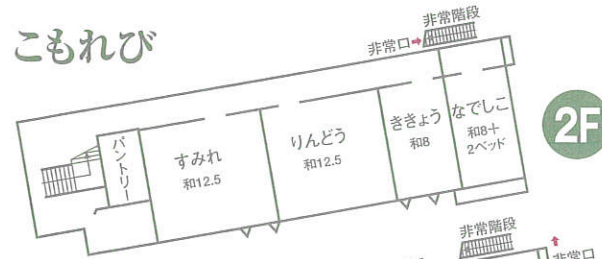 こもれび
非常階段
非常口
パントリー
すみれ
和12.5
りんどう
和12.5
ききょう
和8
なでしこ
和8＋
2ベッド
2F
非常階段
非常口